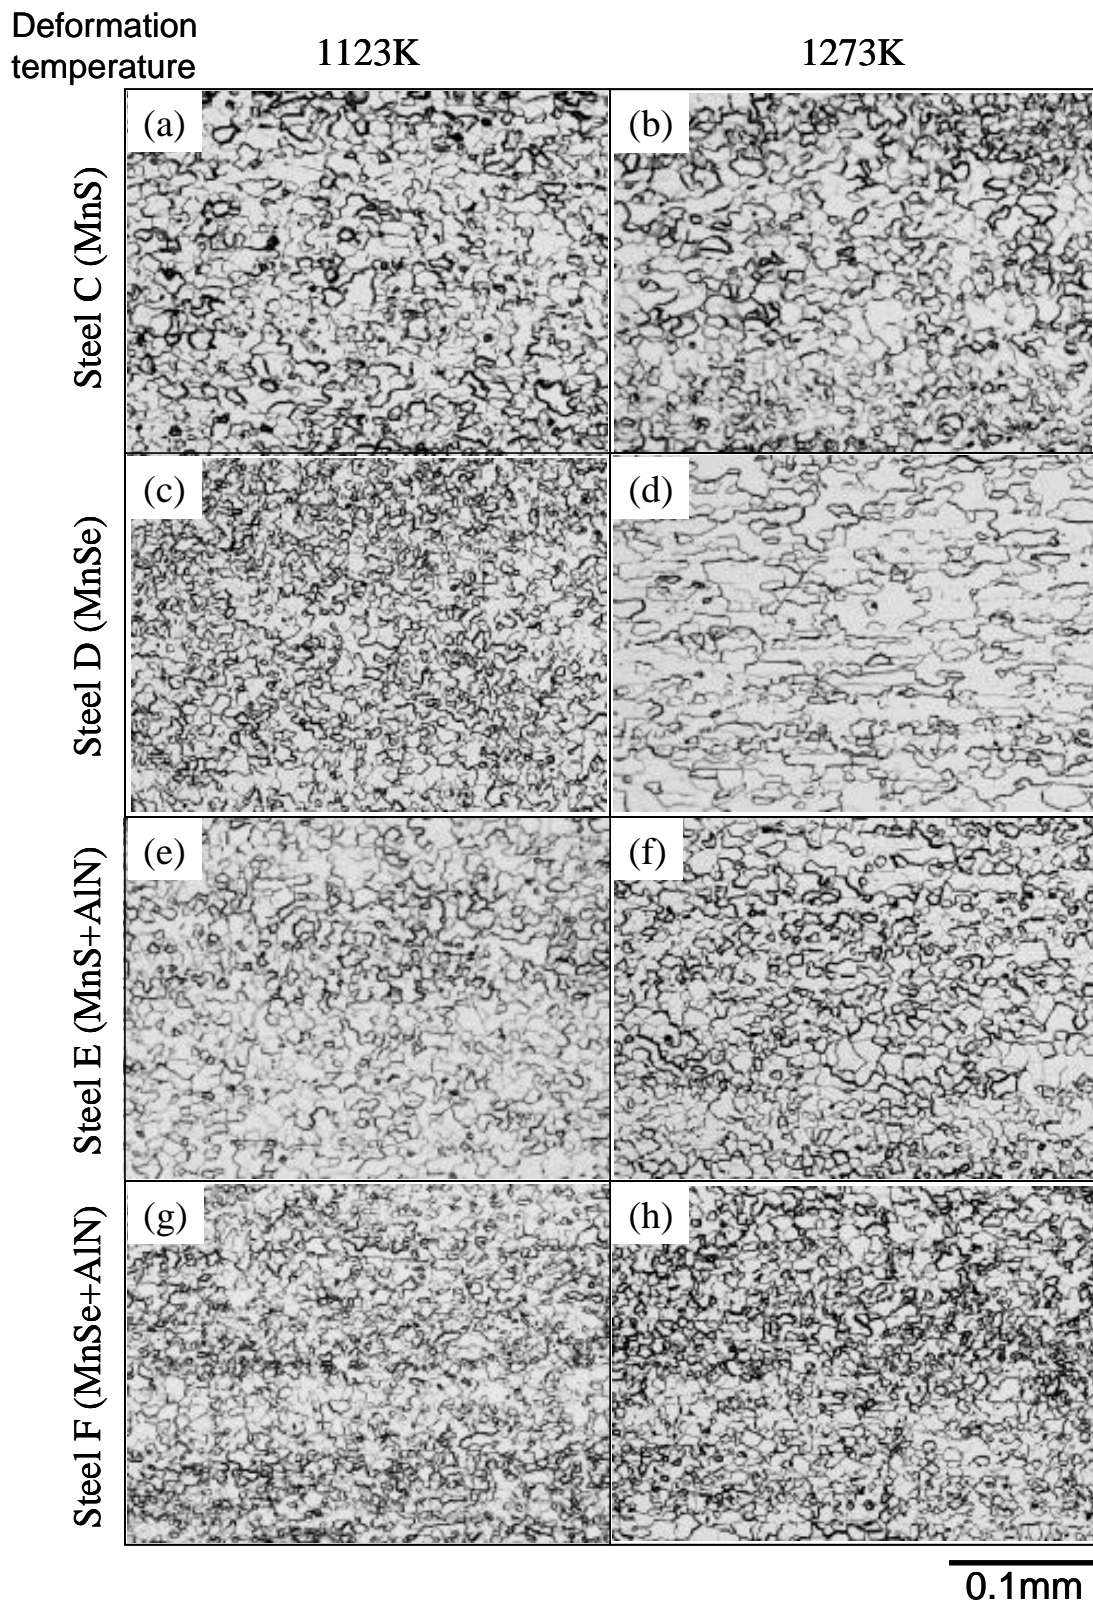 Deformation
temperature
1123K
1273K
Steel C (MnS)
(a)
(b)
Steel D (MnSe)
(c)
(d)
Steel E (MnS+AlN)
(e)
(f)
Steel F (MnSe+AlN)
(g)
(h)
0.1mm